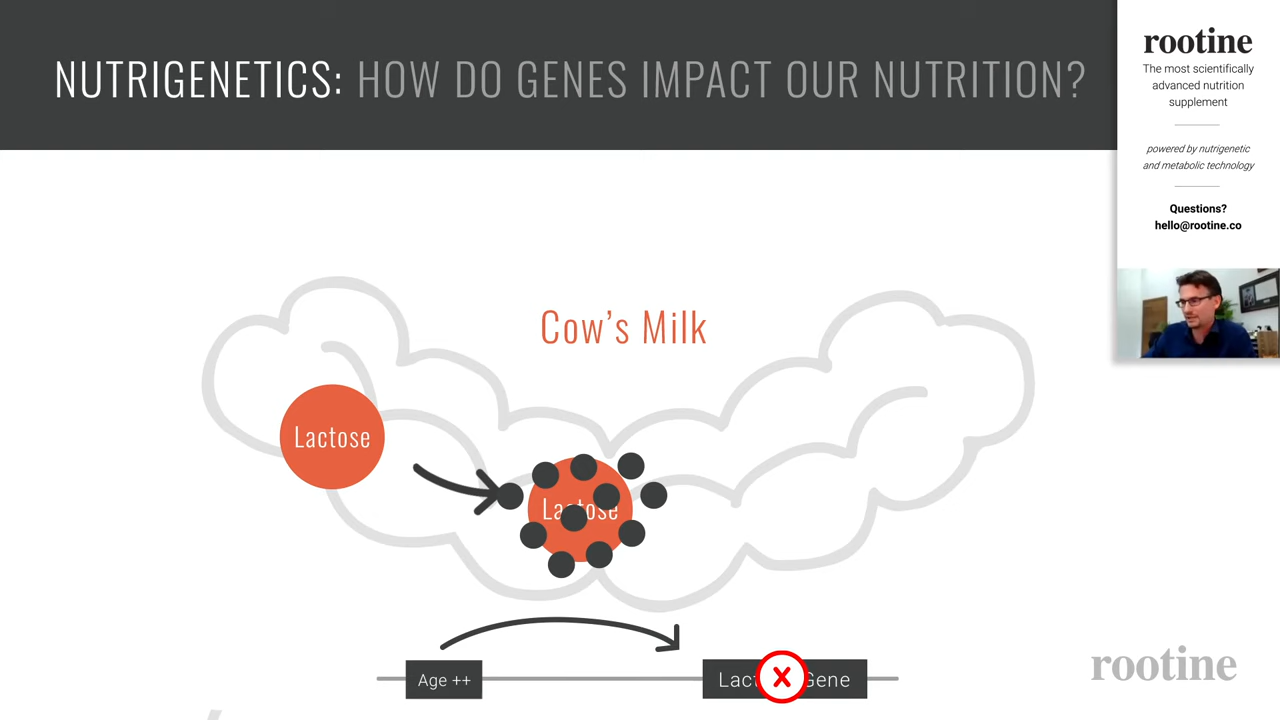 NUTRIGENETICS: HOW DO GENES IMPACT OUR NUTRITION?
rootine
The most scientifically
advanced nutrition
supplement
powered by nutrigenetic
and metabolic technology
Questions?
hello@rootine.co
Cow's Milk
Lactose
Age ++
Gene
rootine